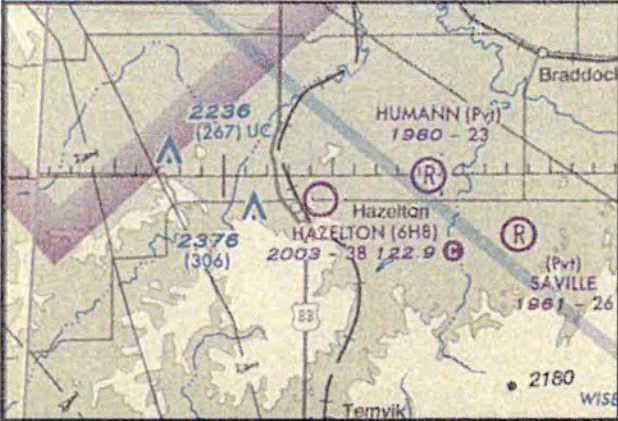 Braddock
2236
(267) UC
HUMANN (Pvt)
1960 - 23
R
Hazelton
HAZELTON (6H8)
2003 - 38 122.9 C
2376
(306)
R
(Pvt)
SAVILLE
1961 - 26
83
2180
WISE
Temvik